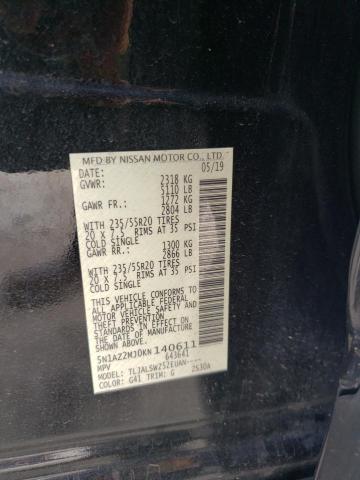 MFD BY NISSAN MOTOR CO., LTD.
DATE: 05/19
GVWR: 2318 KG
5110 LB
GAWR FR.: 1272 KG
2804 LB
WITH 235/55R20 TIRES
20 X 7.5 RIMS AT 35 PSI
COLD SINGLE
GAWR RR.: 1300 KG
2866 LB
WITH 235/55R20 TIRES
20 X 7.5 RIMS AT 35 PSI
COLD SINGLE
THIS VEHICLE CONFORMS TO
ALL APPLICABLE FEDERAL
MOTOR VEHICLE SAFETY AND
THEFT PREVENTION STANDARDS
IN EFFECT ON THE
DATE OF MANUFACTURE
5N1AZ2MJ0KN140611
MPV 643641
MODEL: TLJALSWZ52EUAN----
COLOR: G41 TRIM: G 2530A